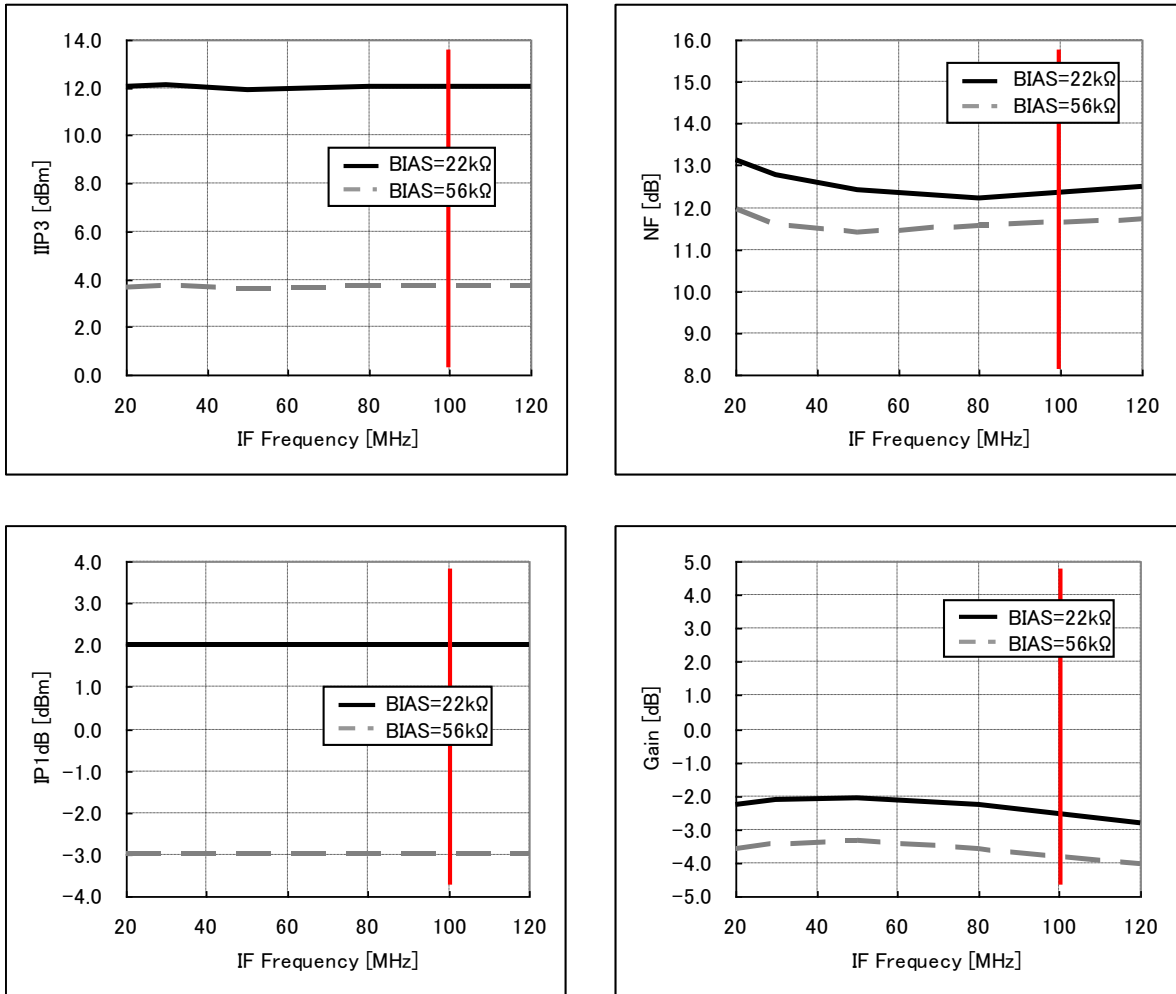 14.0
12.0
10.0
8.0
6.0
4.0
2.0
0.0
IIP3 [dBm]
BIAS=22kΩ
BIAS=56kΩ
20 40 60 80 100 120
IF Frequency [MHz]
16.0
15.0
14.0
13.0
12.0
11.0
10.0
9.0
8.0
NF [dB]
BIAS=22kΩ
BIAS=56kΩ
20 40 60 80 100 120
IF Frequency [MHz]
4.0
3.0
2.0
1.0
0.0
-1.0
-2.0
-3.0
-4.0
IP1dB [dBm]
BIAS=22kΩ
BIAS=56kΩ
20 40 60 80 100 120
IF Frequency [MHz]
5.0
4.0
3.0
2.0
1.0
0.0
-1.0
-2.0
-3.0
-4.0
-5.0
Gain [dB]
BIAS=22kΩ
BIAS=56kΩ
20 40 60 80 100 120
IF Frequecy [MHz]